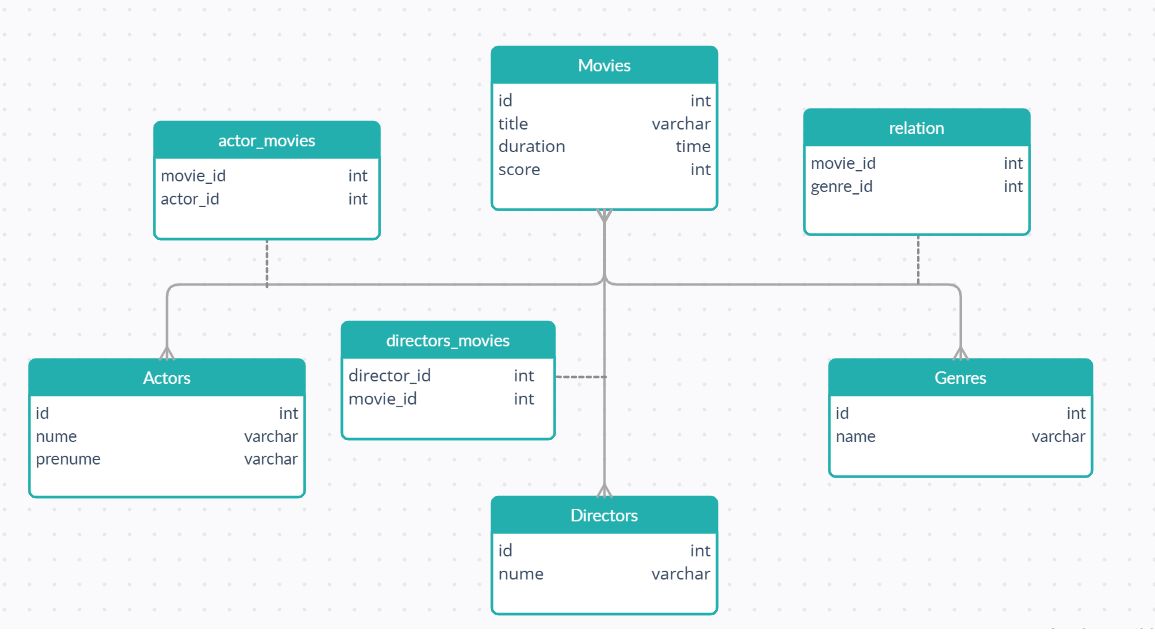 Movies
id int
title varchar
duration time
score int
actor_movies
movie_id int
actor_id int
relation
movie_id int
genre_id int
directors_movies
director_id int
movie_id int
Actors
id int
nume varchar
prenume varchar
Genres
id int
name varchar
Directors
id int
nume varchar